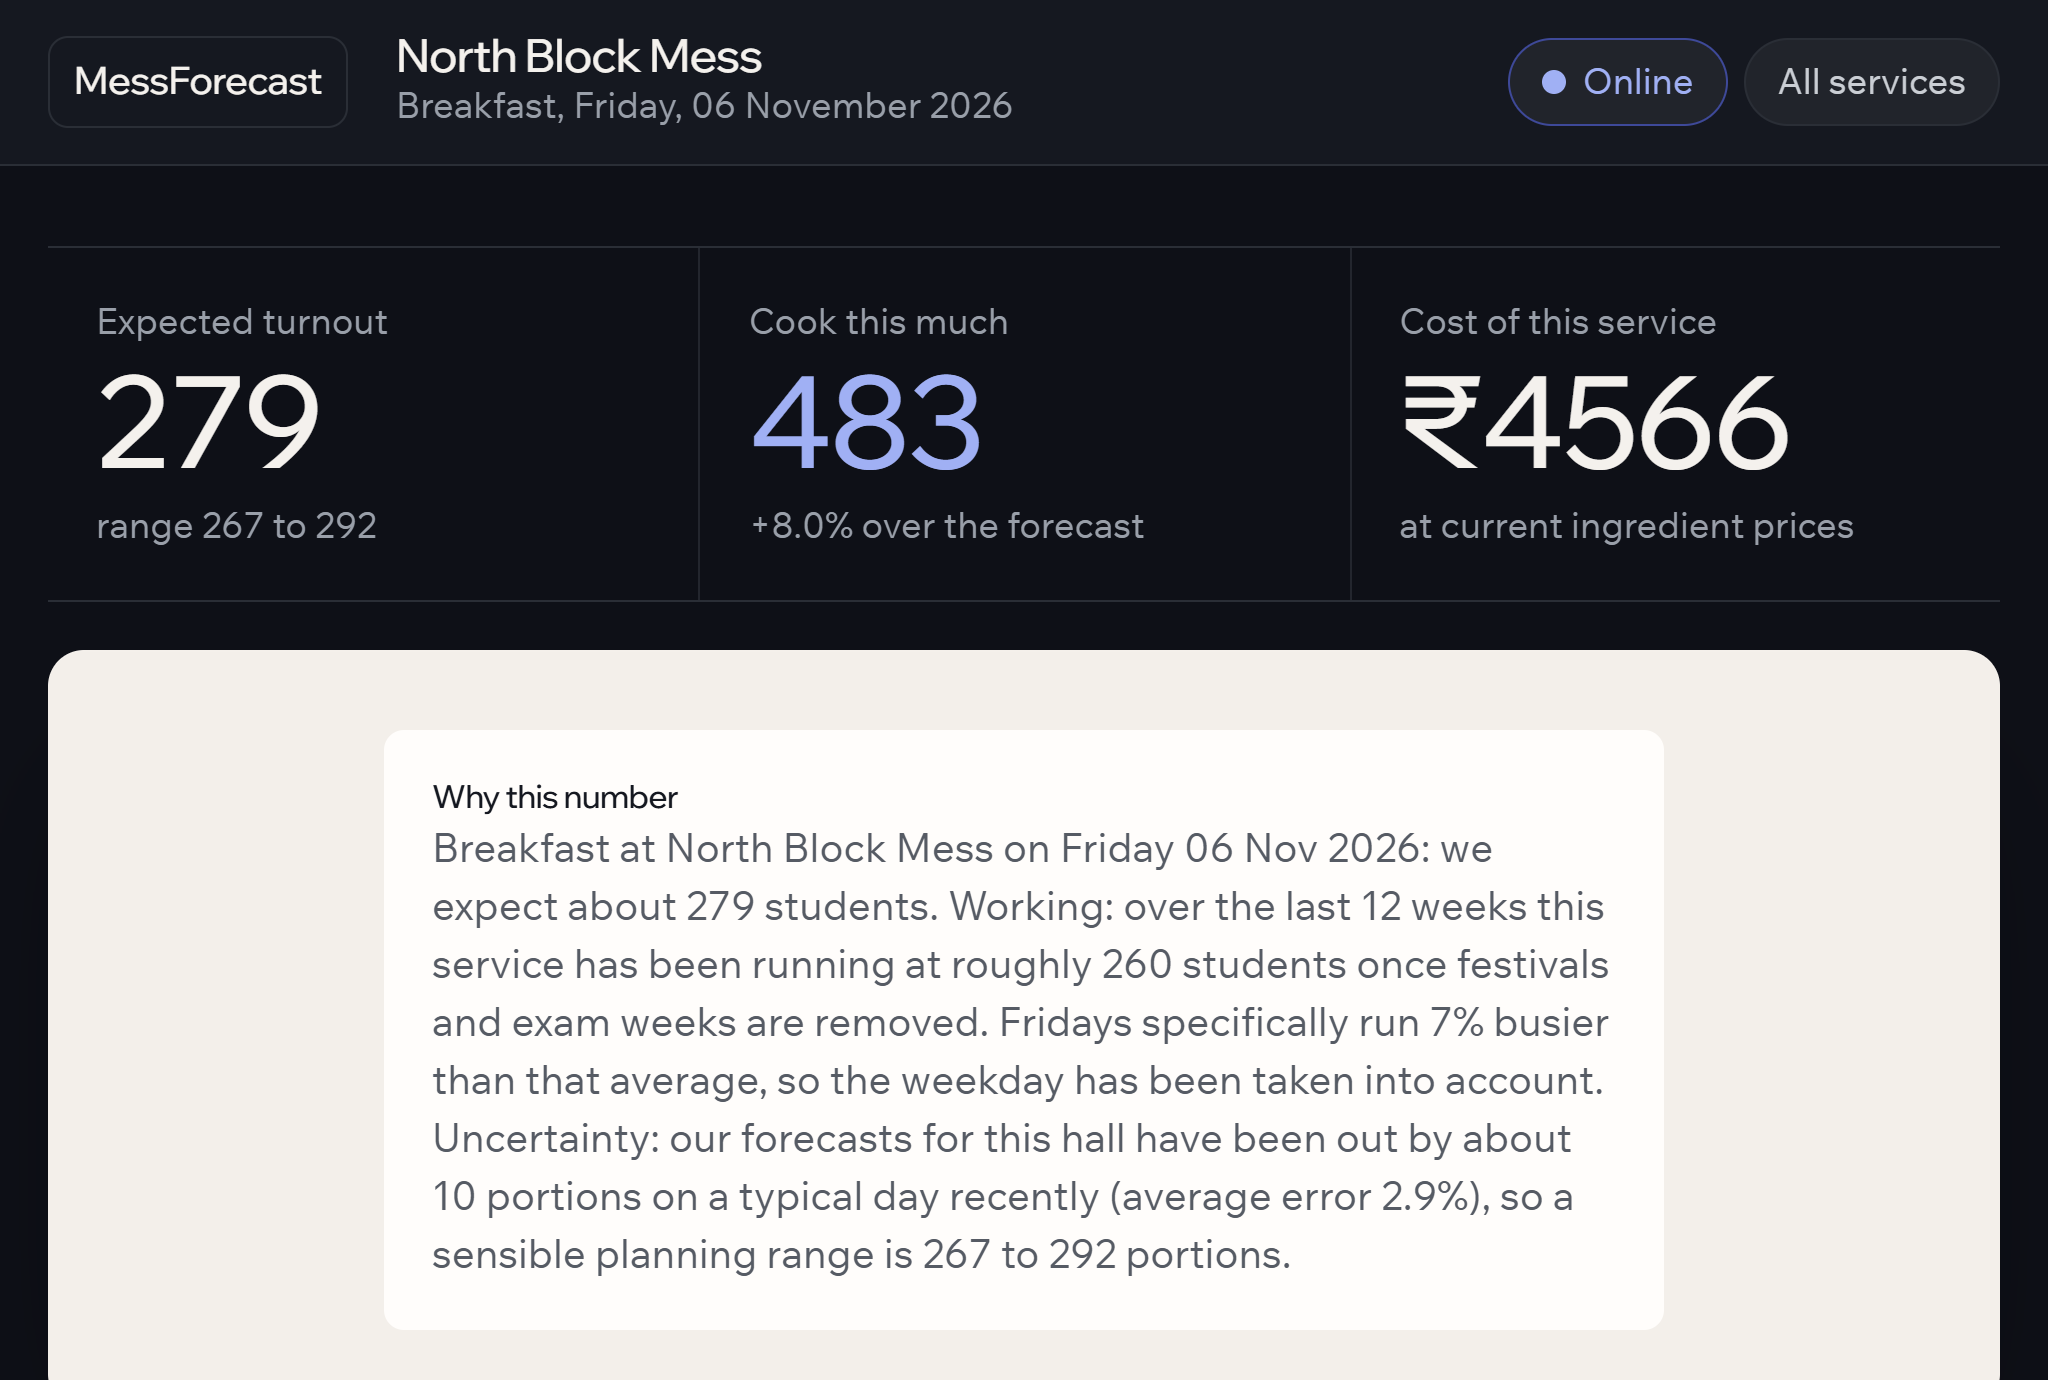 MessForecast
North Block Mess
Breakfast, Friday, 06 November 2026
Online
All services
Expected turnout
279
range 267 to 292
Cook this much
483
+8.0% over the forecast
Cost of this service
₹4566
at current ingredient prices
Why this number
Breakfast at North Block Mess on Friday 06 Nov 2026: we
expect about 279 students. Working: over the last 12 weeks this
service has been running at roughly 260 students once festivals
and exam weeks are removed. Fridays specifically run 7% busier
than that average, so the weekday has been taken into account.
Uncertainty: our forecasts for this hall have been out by about
10 portions on a typical day recently (average error 2.9%), so a
sensible planning range is 267 to 292 portions.